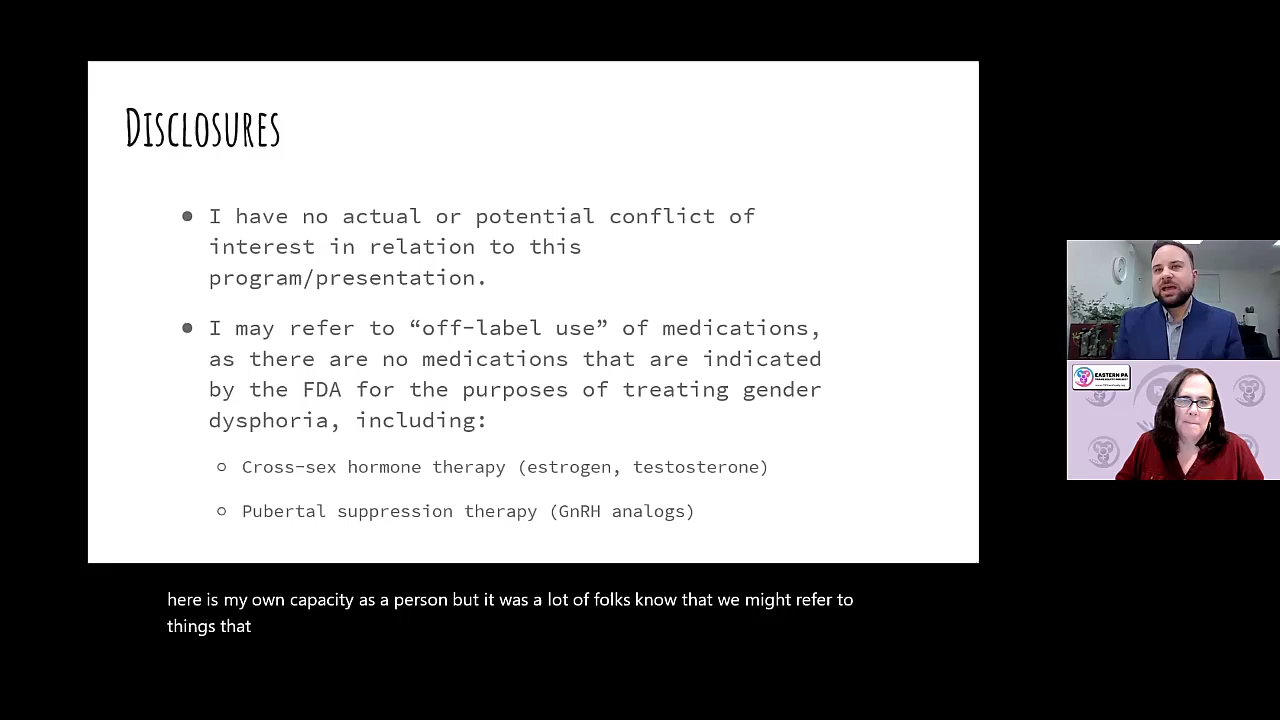 DISCLOSURES
● I have no actual or potential conflict of
interest in relation to this
program/presentation.
● I may refer to “off-label use” of medications,
as there are no medications that are indicated
by the FDA for the purposes of treating gender
dysphoria, including:
○ Cross-sex hormone therapy (estrogen, testosterone)
○ Pubertal suppression therapy (GnRH analogs)
EASTERN PA
TRANS EQUITY PROJECT
here is my own capacity as a person but it was a lot of folks know that we might refer to
things that